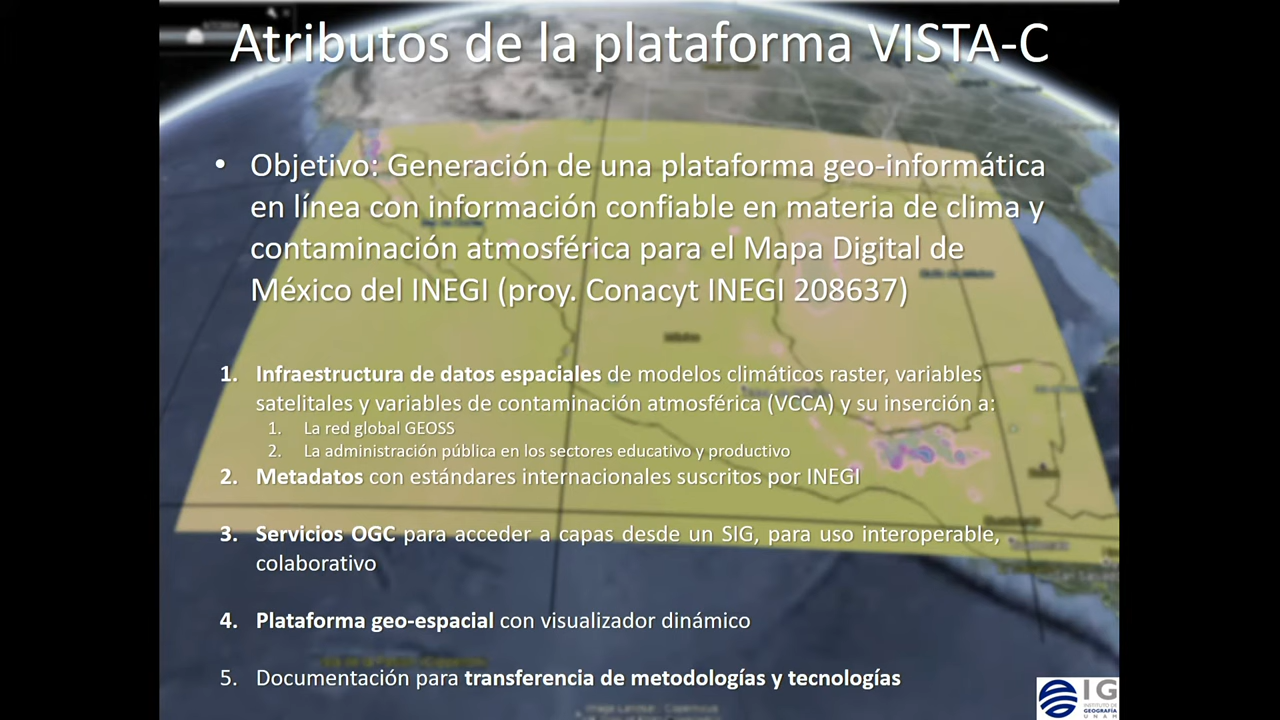 Atributos de la plataforma VISTA-C
• Objetivo: Generación de una plataforma geo-informática
en línea con información confiable en materia de clima y
contaminación atmosférica para el Mapa Digital de
México del INEGI (proy. Conacyt INEGI 208637)
1. Infraestructura de datos espaciales de modelos climáticos raster, variables
satelitales y variables de contaminación atmosférica (VCCA) y su inserción a:
1. La red global GEOSS
2. La administración pública en los sectores educativo y productivo
2. Metadatos con estándares internacionales suscritos por INEGI
3. Servicios OGC para acceder a capas desde un SIG, para uso interoperable,
colaborativo
4. Plataforma geo-espacial con visualizador dinámico
5. Documentación para transferencia de metodologías y tecnologías
IG
INSTITUTO DE
GEOGRAFÍA
UNAM